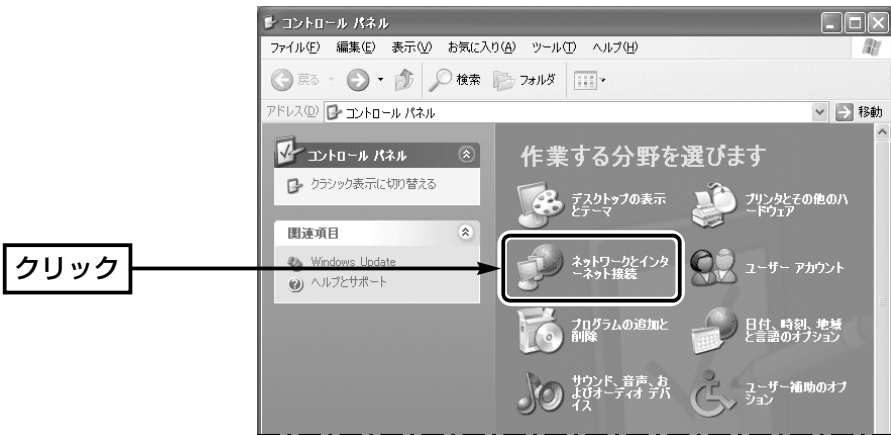 コントロール パネル
ファイル(F) 編集(E) 表示(V) お気に入り(A) ツール(T) ヘルプ(H)
戻る 検索 フォルダ
アドレス(D) コントロール パネル 移動
コントロール パネル
クラシック表示に切り替える
関連項目
Windows Update
ヘルプとサポート
クリック
作業する分野を選びます
デスクトップの表示
とテーマ
プリンタとその他のハ
ードウェア
ネットワークとインタ
ーネット接続
ユーザー アカウント
プログラムの追加と
削除
日付、時刻、地域
と言語のオプション
サウンド、音声、お
よびオーディオ デバ
イス
ユーザー補助のオプ
ション